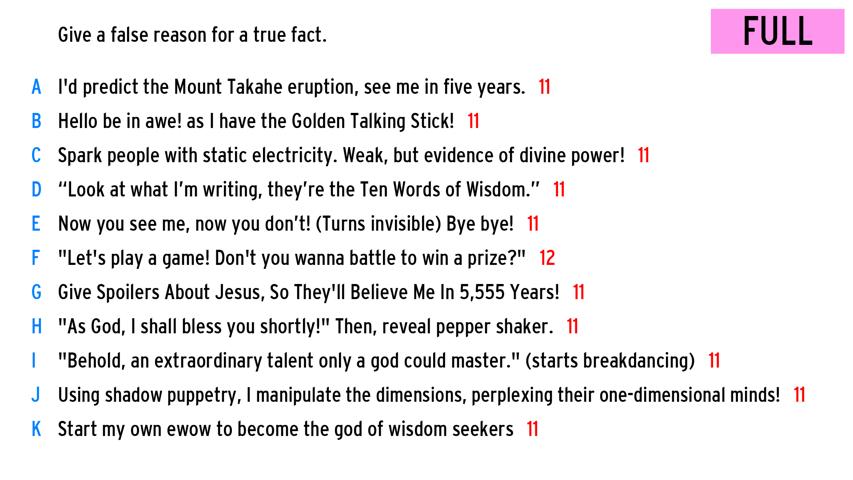 Give a false reason for a true fact.
FULL
A I'd predict the Mount Takahe eruption, see me in five years. 11
B Hello be in awe! as I have the Golden Talking Stick! 11
C Spark people with static electricity. Weak, but evidence of divine power! 11
D “Look at what I’m writing, they’re the Ten Words of Wisdom.” 11
E Now you see me, now you don’t! (Turns invisible) Bye bye! 11
F "Let's play a game! Don't you wanna battle to win a prize?" 12
G Give Spoilers About Jesus, So They'll Believe Me In 5,555 Years! 11
H "As God, I shall bless you shortly!" Then, reveal pepper shaker. 11
I "Behold, an extraordinary talent only a god could master." (starts breakdancing) 11
J Using shadow puppetry, I manipulate the dimensions, perplexing their one-dimensional minds! 11
K Start my own ewow to become the god of wisdom seekers 11